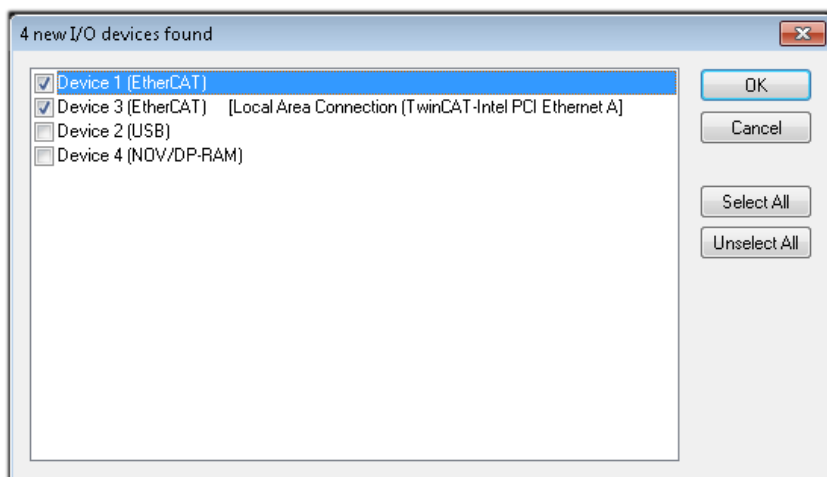 4 new I/O devices found
Device 1 (EtherCAT)
Device 3 (EtherCAT) [Local Area Connection (TwinCAT-Intel PCI Ethernet A]
Device 2 (USB)
Device 4 (NOV/DP-RAM)
OK
Cancel
Select All
Unselect All